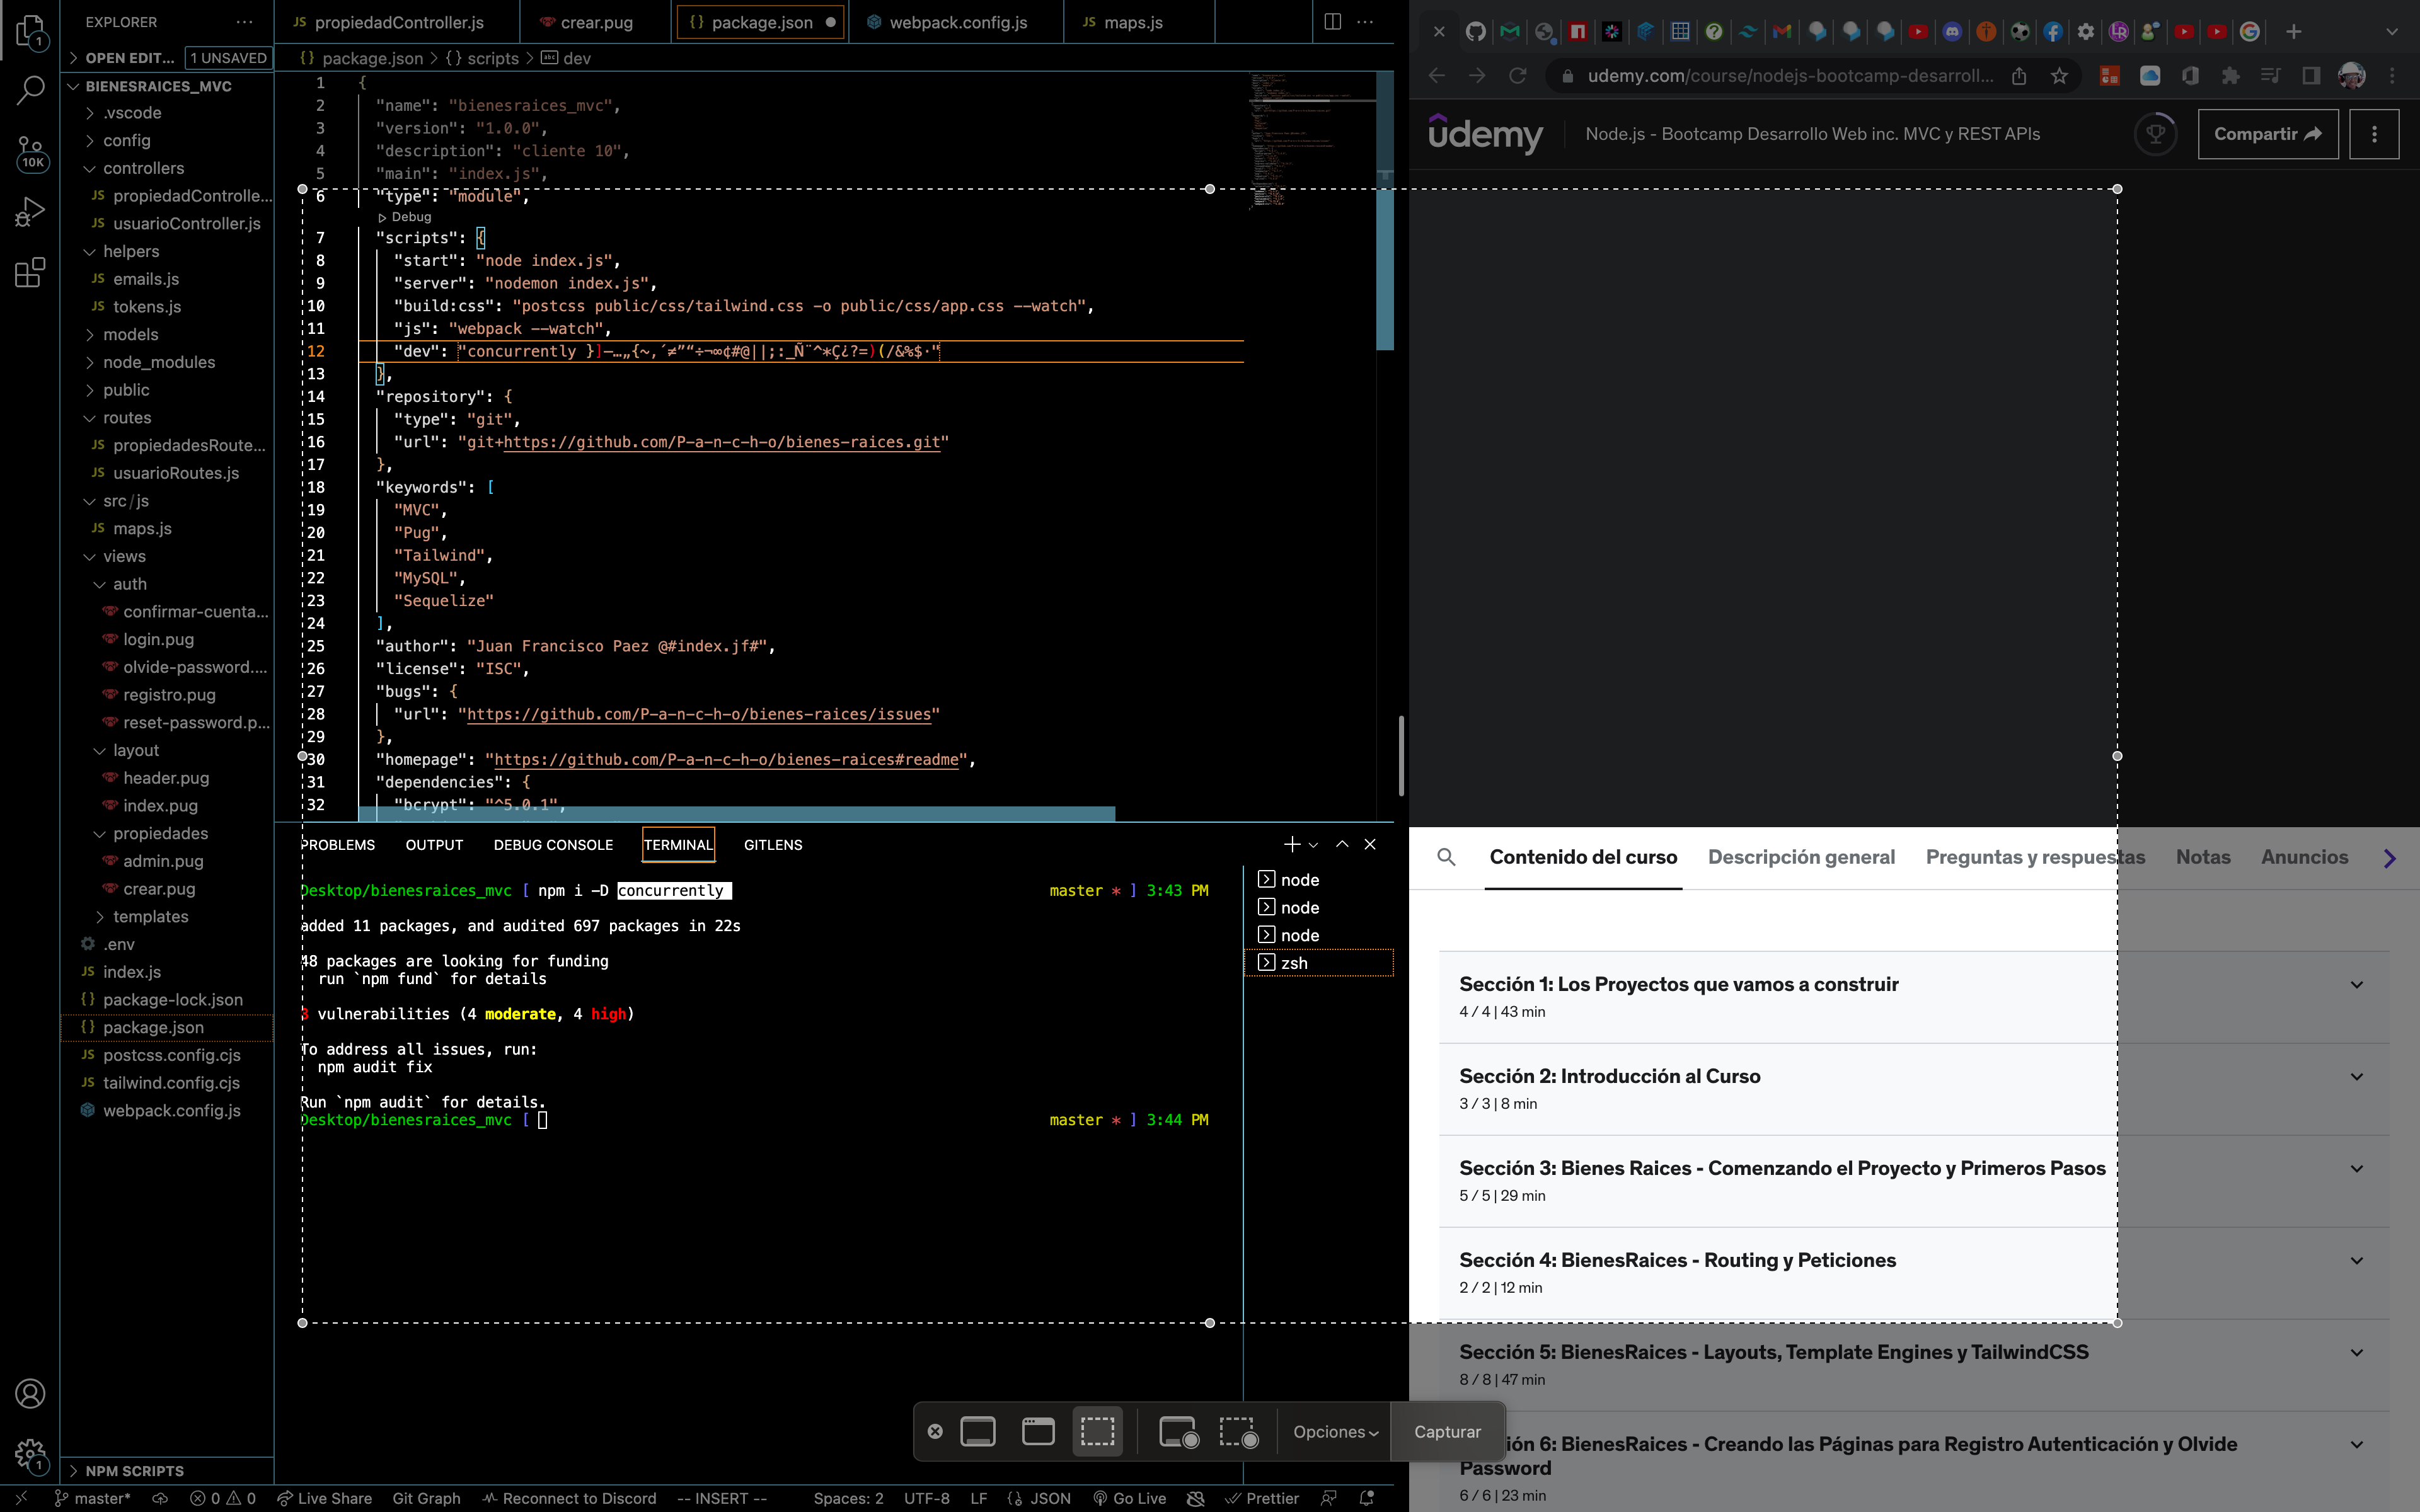 EXPLORER
OPEN EDIT... 1 UNSAVED
BIENESRAICES_MVC
.vscode
config
controllers
JS propiedadControlle...
JS usuarioController.js
helpers
JS emails.js
JS tokens.js
models
node_modules
public
routes
JS propiedadesRoute...
JS usuarioRoutes.js
src/js
JS maps.js
views
auth
confirmar-cuenta...
login.pug
olvide-password....
registro.pug
reset-password.p...
layout
header.pug
index.pug
propiedades
admin.pug
crear.pug
templates
.env
JS index.js
{} package-lock.json
{} package.json
JS postcss.config.cjs
JS tailwind.config.cjs
webpack.config.js
NPM SCRIPTS
1
10K
1
JS propiedadController.js
crear.pug
{} package.json
webpack.config.js
JS maps.js
{} package.json > {} scripts > abc dev
1 {
2 "name": "bienesraices_mvc",
3 "version": "1.0.0",
4 "description": "cliente 10",
5 "main": "index.js",
6 "type": "module",
Debug
7 "scripts": {
8 "start": "node index.js",
9 "server": "nodemon index.js",
10 "build:css": "postcss public/css/tailwind.css -o public/css/app.css --watch",
11 "js": "webpack --watch",
12 "dev": "concurrently }]–…„{~,´≠”“÷¬∞¢#@||;:_Ñ¨^*Ç¿?=)(/&%$·"
13 },
14 "repository": {
15 "type": "git",
16 "url": "git+https://github.com/P-a-n-c-h-o/bienes-raices.git"
17 },
18 "keywords": [
19 "MVC",
20 "Pug",
21 "Tailwind",
22 "MySQL",
23 "Sequelize"
24 ],
25 "author": "Juan Francisco Paez @#index.jf#",
26 "license": "ISC",
27 "bugs": {
28 "url": "https://github.com/P-a-n-c-h-o/bienes-raices/issues"
29 },
30 "homepage": "https://github.com/P-a-n-c-h-o/bienes-raices#readme",
31 "dependencies": {
32 "bcrypt": "^5.0.1",
PROBLEMS OUTPUT DEBUG CONSOLE TERMINAL GITLENS
Desktop/bienesraices_mvc [ npm i -D concurrently master * ] 3:43 PM
added 11 packages, and audited 697 packages in 22s
48 packages are looking for funding
run `npm fund` for details
8 vulnerabilities (4 moderate, 4 high)
To address all issues, run:
npm audit fix
Run `npm audit` for details.
Desktop/bienesraices_mvc [ master * ] 3:44 PM
node
node
node
zsh
Opciones
Capturar
master* 0 0 Live Share Git Graph Reconnect to Discord -- INSERT -- Spaces: 2 UTF-8 LF {} JSON Go Live Prettier
udemy.com/course/nodejs-bootcamp-desarroll...
udemy
Node.js - Bootcamp Desarrollo Web inc. MVC y REST APIs
Compartir
Contenido del curso Descripción general Preguntas y respuestas Notas Anuncios
Sección 1: Los Proyectos que vamos a construir
4 / 4 | 43 min
Sección 2: Introducción al Curso
3 / 3 | 8 min
Sección 3: Bienes Raices - Comenzando el Proyecto y Primeros Pasos
5 / 5 | 29 min
Sección 4: BienesRaices - Routing y Peticiones
2 / 2 | 12 min
Sección 5: BienesRaices - Layouts, Template Engines y TailwindCSS
8 / 8 | 47 min
ión 6: BienesRaices - Creando las Páginas para Registro Autenticación y Olvide
Password
6 / 6 | 23 min